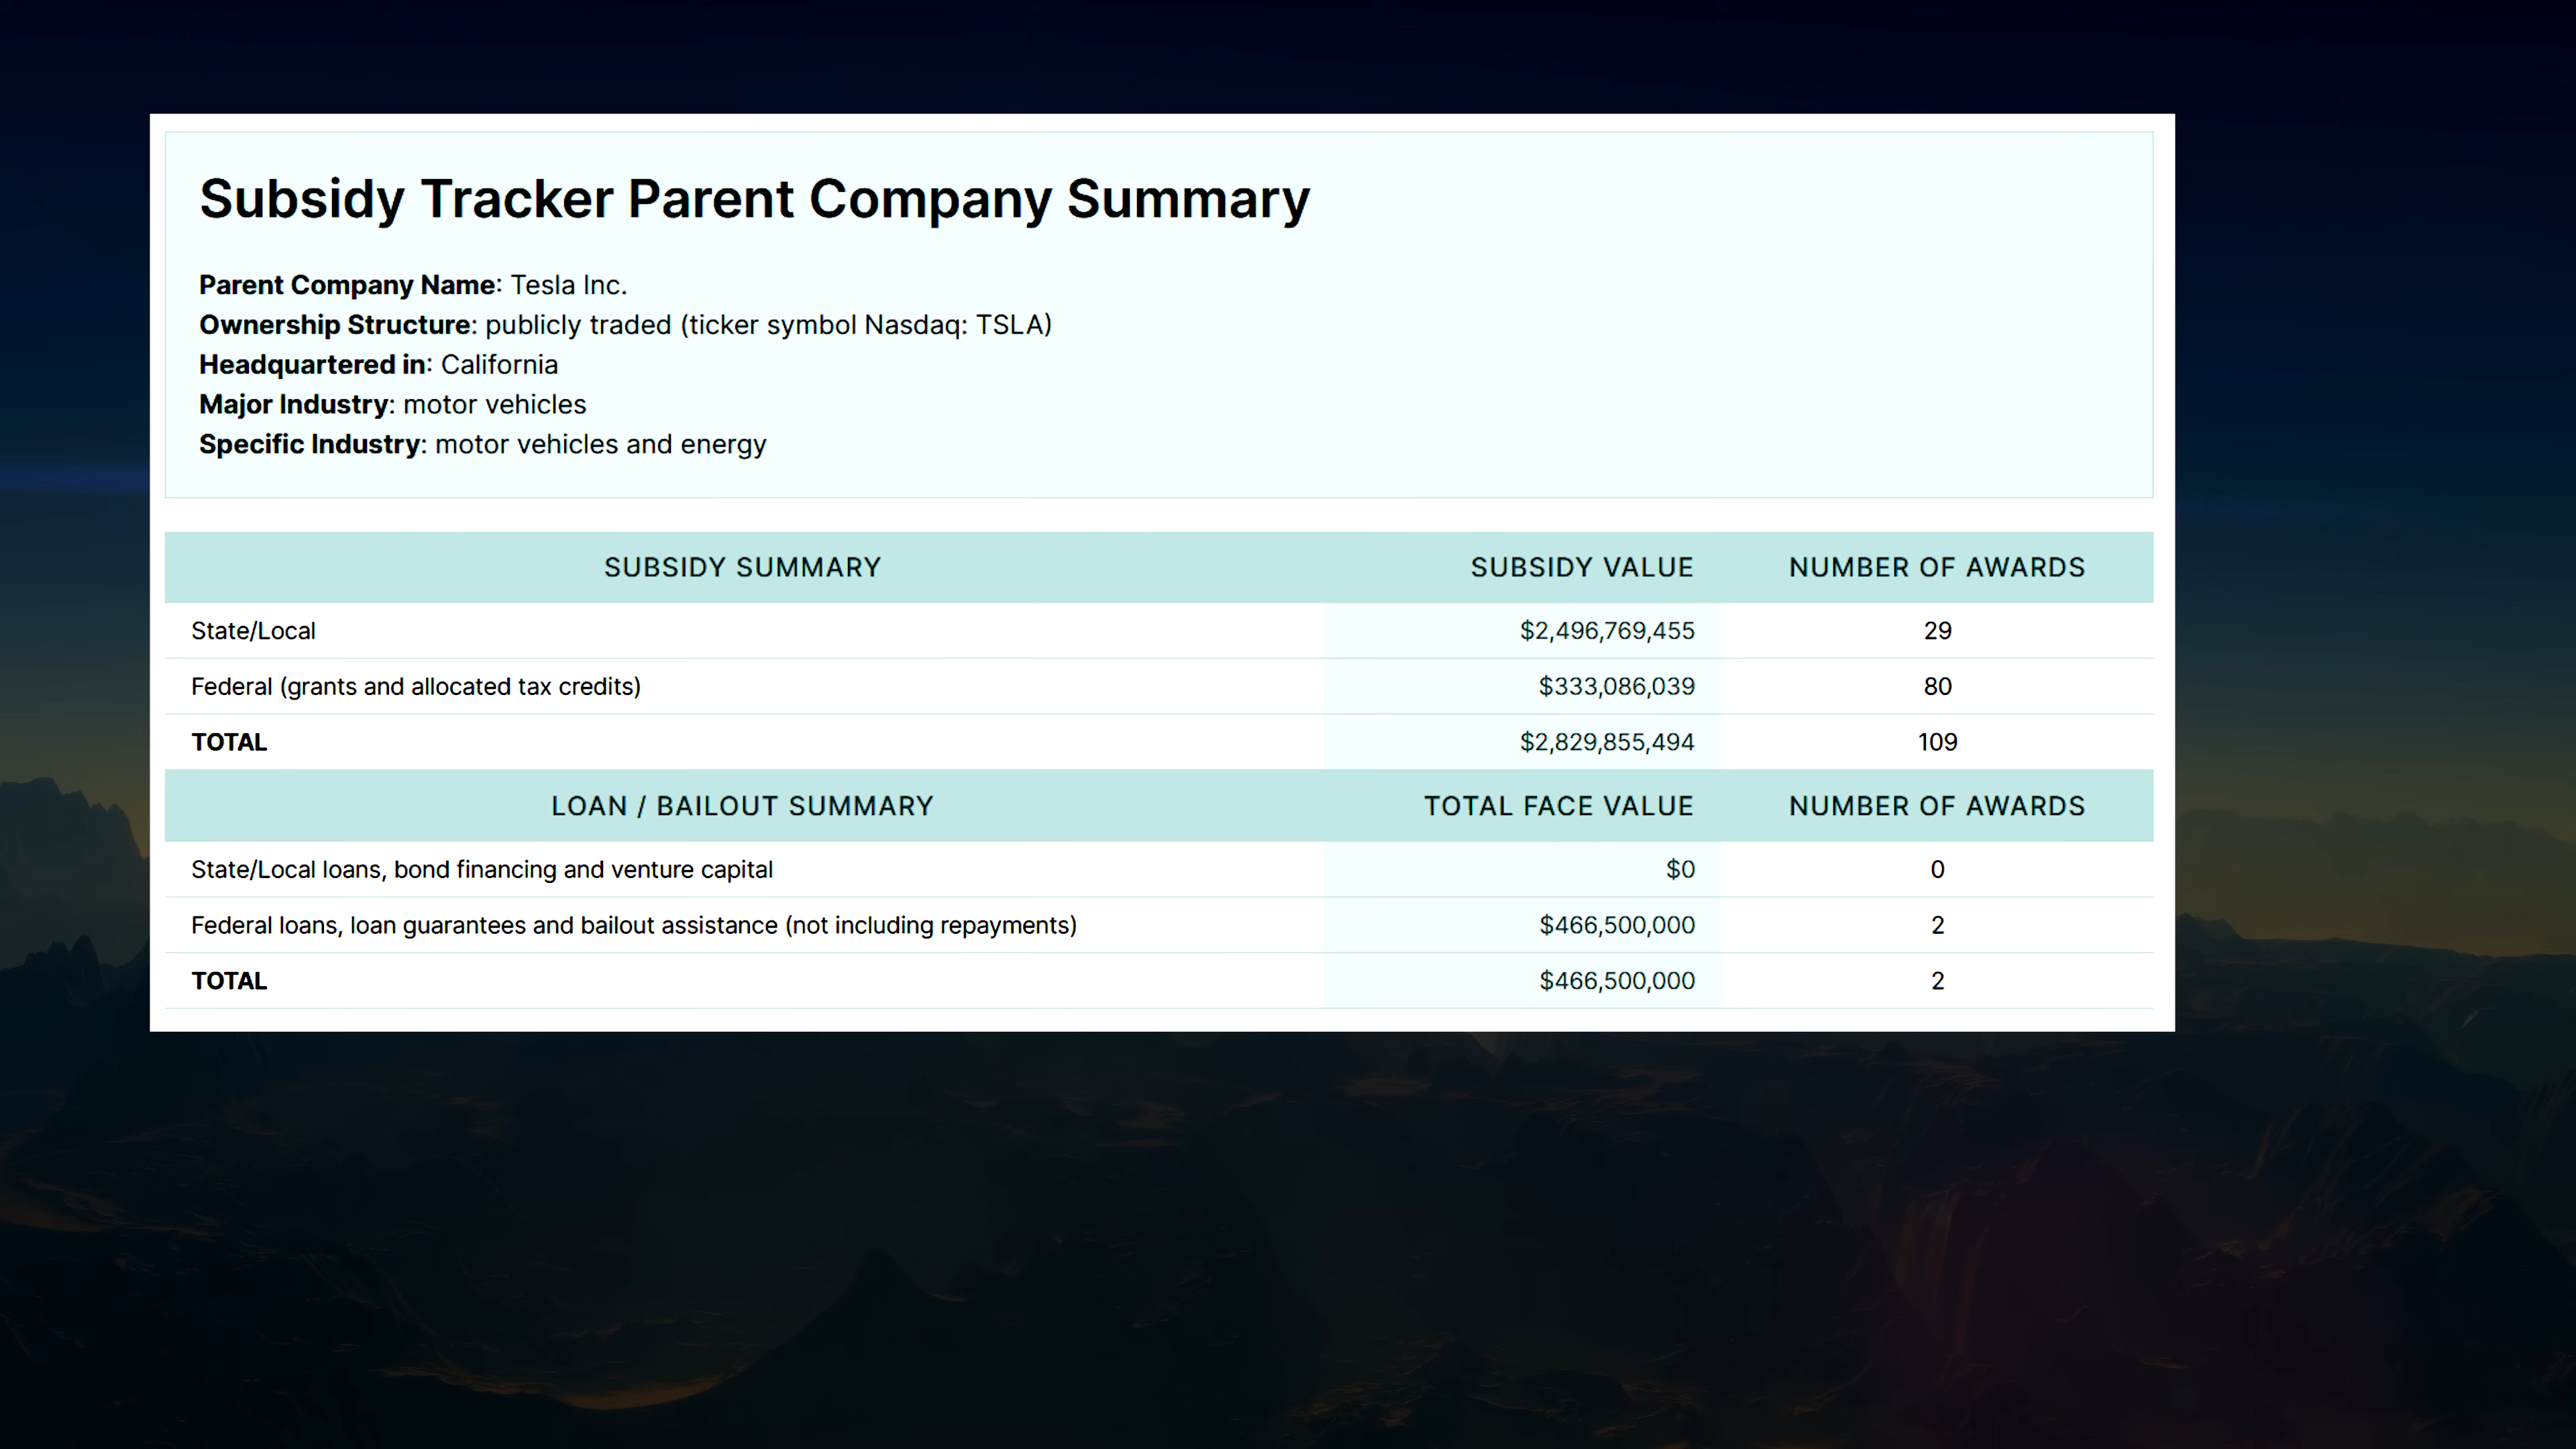 Subsidy Tracker Parent Company Summary
Parent Company Name: Tesla Inc.
Ownership Structure: publicly traded (ticker symbol Nasdaq: TSLA)
Headquartered in: California
Major Industry: motor vehicles
Specific Industry: motor vehicles and energy
SUBSIDY SUMMARY SUBSIDY VALUE NUMBER OF AWARDS
State/Local $2,496,769,455 29
Federal (grants and allocated tax credits) $333,086,039 80
TOTAL $2,829,855,494 109
LOAN / BAILOUT SUMMARY TOTAL FACE VALUE NUMBER OF AWARDS
State/Local loans, bond financing and venture capital $0 0
Federal loans, loan guarantees and bailout assistance (not including repayments) $466,500,000 2
TOTAL $466,500,000 2